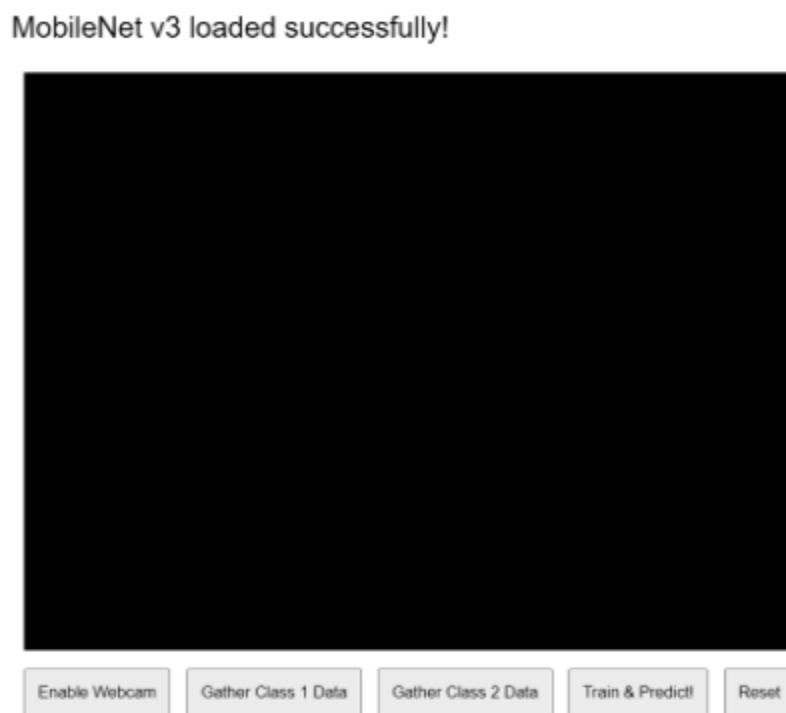 MobileNet v3 loaded successfully!
Enable Webcam Gather Class 1 Data Gather Class 2 Data Train & Predict! Reset